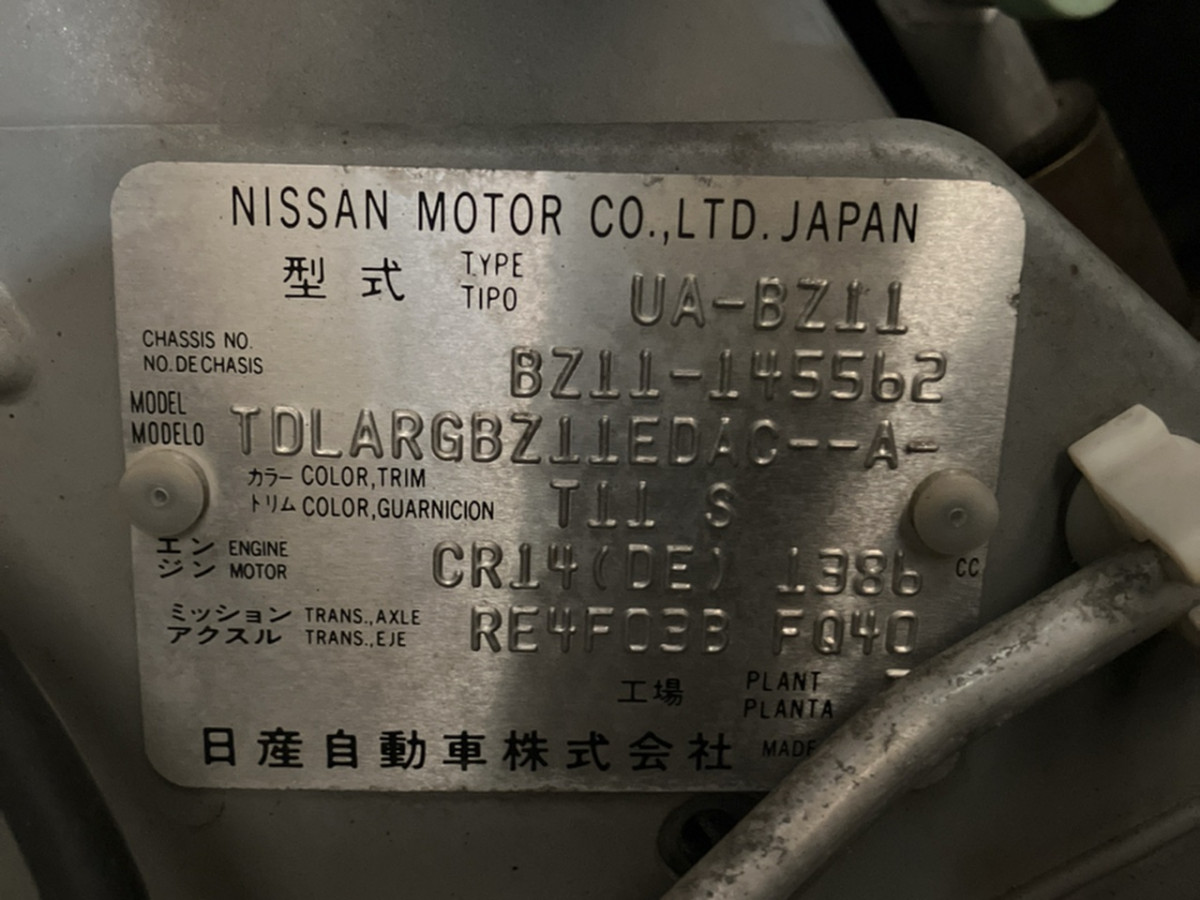 NISSAN MOTOR CO.,LTD. JAPAN
型式 TYPE TIPO UA-BZ11
CHASSIS NO.
NO. DE CHASIS BZ11-145562
MODEL
MODELO TDLARGBZ11EDAC--A-
カラー COLOR,TRIM
トリム COLOR,GUARNICION T11 S
エン ENGINE
ジン MOTOR CR14(DE) 1386 CC
ミッション TRANS.,AXLE
アクスル TRANS.,EJE RE4F03B FQ40
工場 PLANT
PLANTA
日産自動車株式会社 MADE